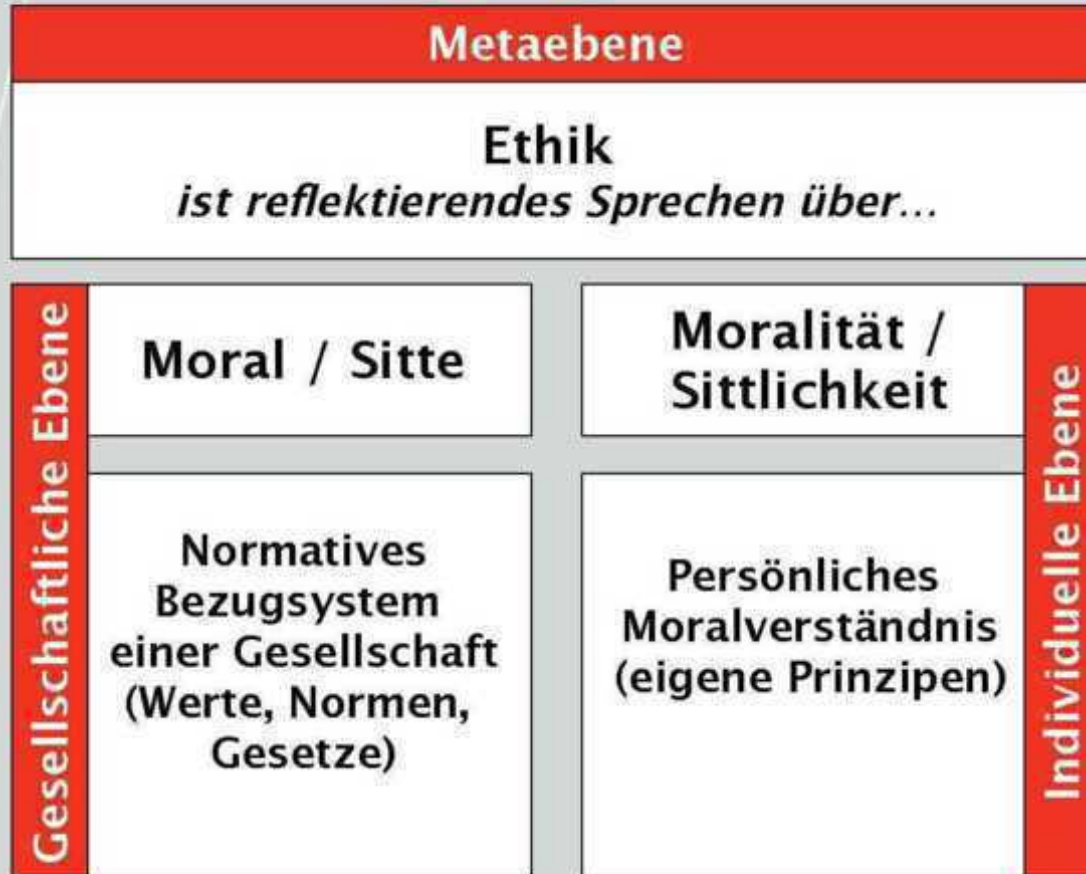 Metaebene
Ethik
ist reflektierendes Sprechen über...
Gesellschaftliche Ebene
Moral / Sitte
Normatives
Bezugsystem
einer Gesellschaft
(Werte, Normen,
Gesetze)
Moralität /
Sittlichkeit
Persönliches
Moralverständnis
(eigene Prinzipen)
Individuelle Ebene